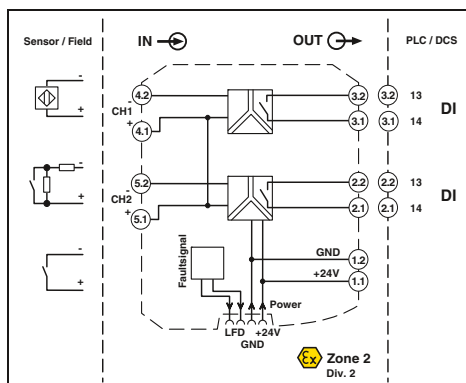 Sensor / Field IN OUT PLC / DCS
- 4.2 3.2 3.2 13
CH1 DI
+ 4.1 3.1 3.1 14
- 5.2 2.2 2.2 13
CH2 DI
+ 5.1 2.1 2.1 14
Faultsignal
GND 1.2
+24V 1.1
Power
LFD +24V
GND
Ex Zone 2
Div. 2
-
+
-
+
-
+